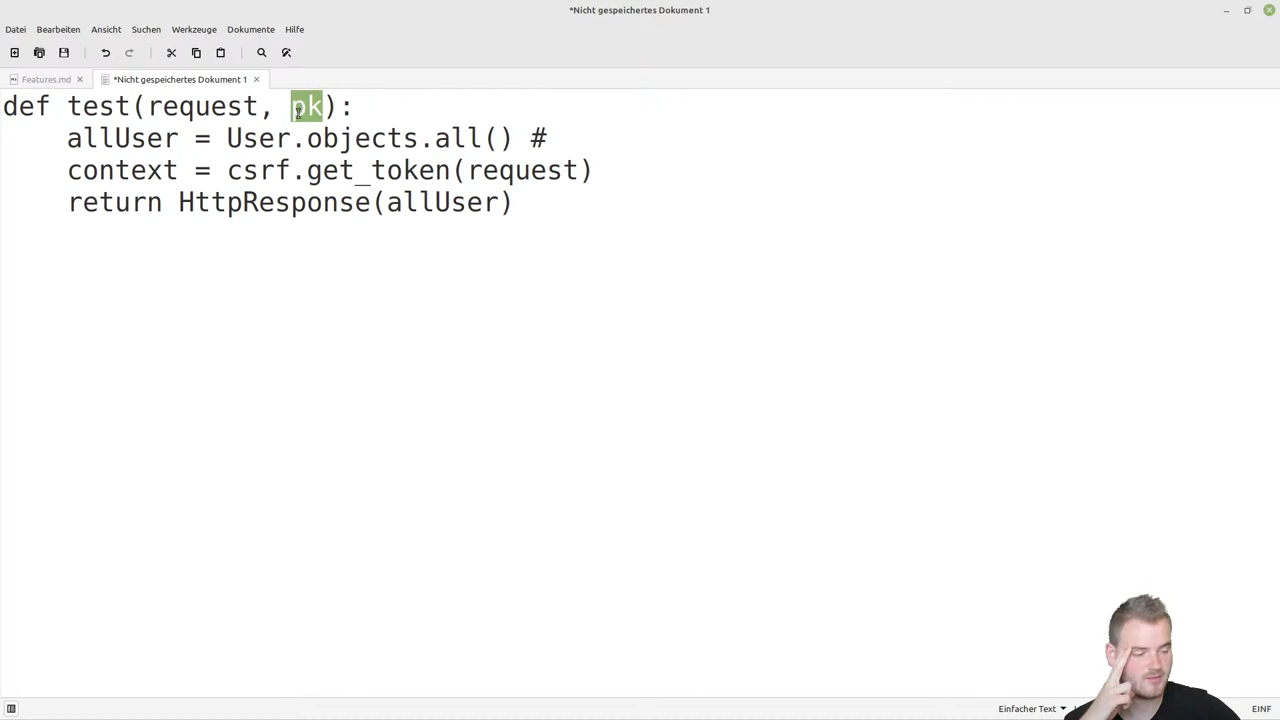 *Nicht gespeichertes Dokument 1
Datei Bearbeiten Ansicht Suchen Werkzeuge Dokumente Hilfe
Features.md *Nicht gespeichertes Dokument 1
def test(request, pk):
allUser = User.objects.all() #
context = csrf.get_token(request)
return HttpResponse(allUser)
Einfacher Text EINF